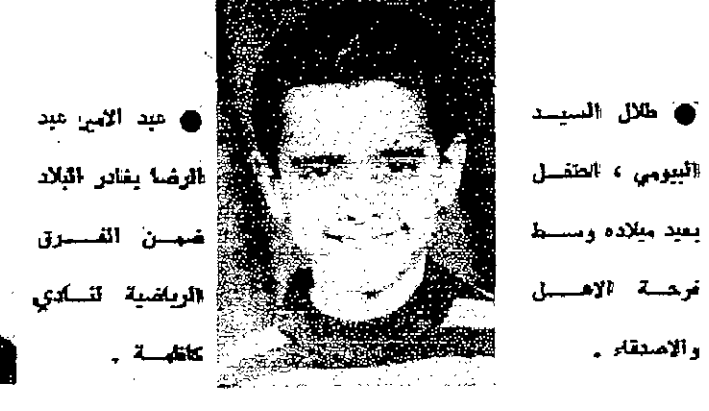 ● طلال السيد
البيومي ، احتفل
بعيد ميلاده وسط
فرحة الاهل
والاصدقاء .
● عبد الامير عبد
الرضا يغادر البلاد
ضمن الفرق
الرياضية لنادي
كاظمة .